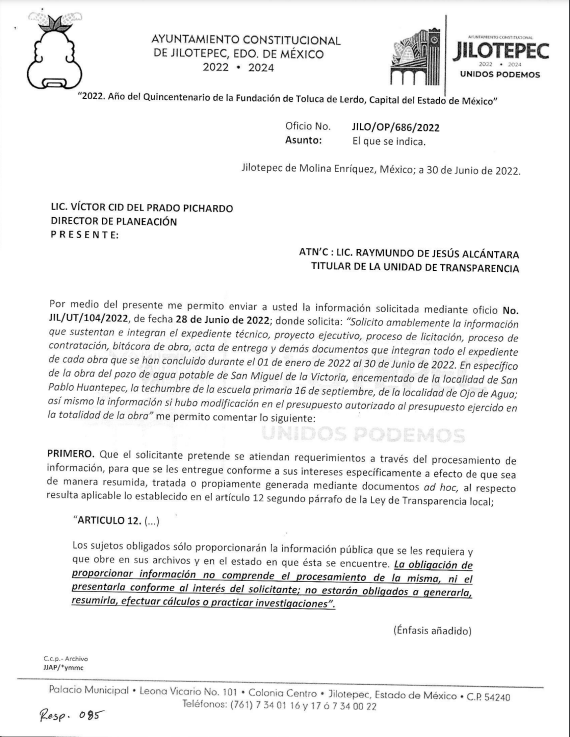 AYUNTAMIENTO CONSTITUCIONAL
DE JILOTEPEC, EDO. DE MÉXICO
2022 • 2024
AYUNTAMIENTO CONSTITUCIONAL
JILOTEPEC
2022 • 2024
UNIDOS PODEMOS
"2022. Año del Quincentenario de la Fundación de Toluca de Lerdo, Capital del Estado de México"
Oficio No. JILO/OP/686/2022
Asunto: El que se indica.
Jilotepec de Molina Enríquez, México; a 30 de Junio de 2022.
LIC. VÍCTOR CID DEL PRADO PICHARDO
DIRECTOR DE PLANEACIÓN
P R E S E N T E:
ATN'C : LIC. RAYMUNDO DE JESÚS ALCÁNTARA
TITULAR DE LA UNIDAD DE TRANSPARENCIA
Por medio del presente me permito enviar a usted la información solicitada mediante oficio No.
JIL/UT/104/2022, de fecha 28 de Junio de 2022; donde solicita: "Solicito amablemente la información
que sustentan e integran el expediente técnico, proyecto ejecutivo, proceso de licitación, proceso de
contratación, bitácora de obra, acta de entrega y demás documentos que integran todo el expediente
de cada obra que se han concluido durante el 01 de enero de 2022 al 30 de Junio de 2022. En específico
de la obra del pozo de agua potable de San Miguel de la Victoria, encementado de la localidad de San
Pablo Huantepec, la techumbre de la escuela primaria 16 de septiembre, de la localidad de Ojo de Agua;
así mismo la información si hubo modificación en el presupuesto autorizado al presupuesto ejercido en
la totalidad de la obra" me permito comentar lo siguiente:
UNIDOS PODEMOS
PRIMERO. Que el solicitante pretende se atiendan requerimientos a través del procesamiento de
información, para que se les entregue conforme a sus intereses específicamente a efecto de que sea
de manera resumida, tratada o propiamente generada mediante documentos ad hoc, al respecto
resulta aplicable lo establecido en el artículo 12 segundo párrafo de la Ley de Transparencia local;
"ARTICULO 12. (...)
Los sujetos obligados sólo proporcionarán la información pública que se les requiera y
que obre en sus archivos y en el estado en que ésta se encuentre. La obligación de
proporcionar información no comprende el procesamiento de la misma, ni el
presentarla conforme al interés del solicitante; no estarán obligados a generarla,
resumirla, efectuar cálculos o practicar investigaciones".
(Énfasis añadido)
C.c.p.- Archivo
JJAP/*ymmc
Palacio Municipal • Leona Vicario No. 101 • Colonia Centro • Jilotepec, Estado de México • C.P. 54240
Teléfonos: (761) 7 34 01 16 y 17 ó 7 34 00 22
Resp. 085